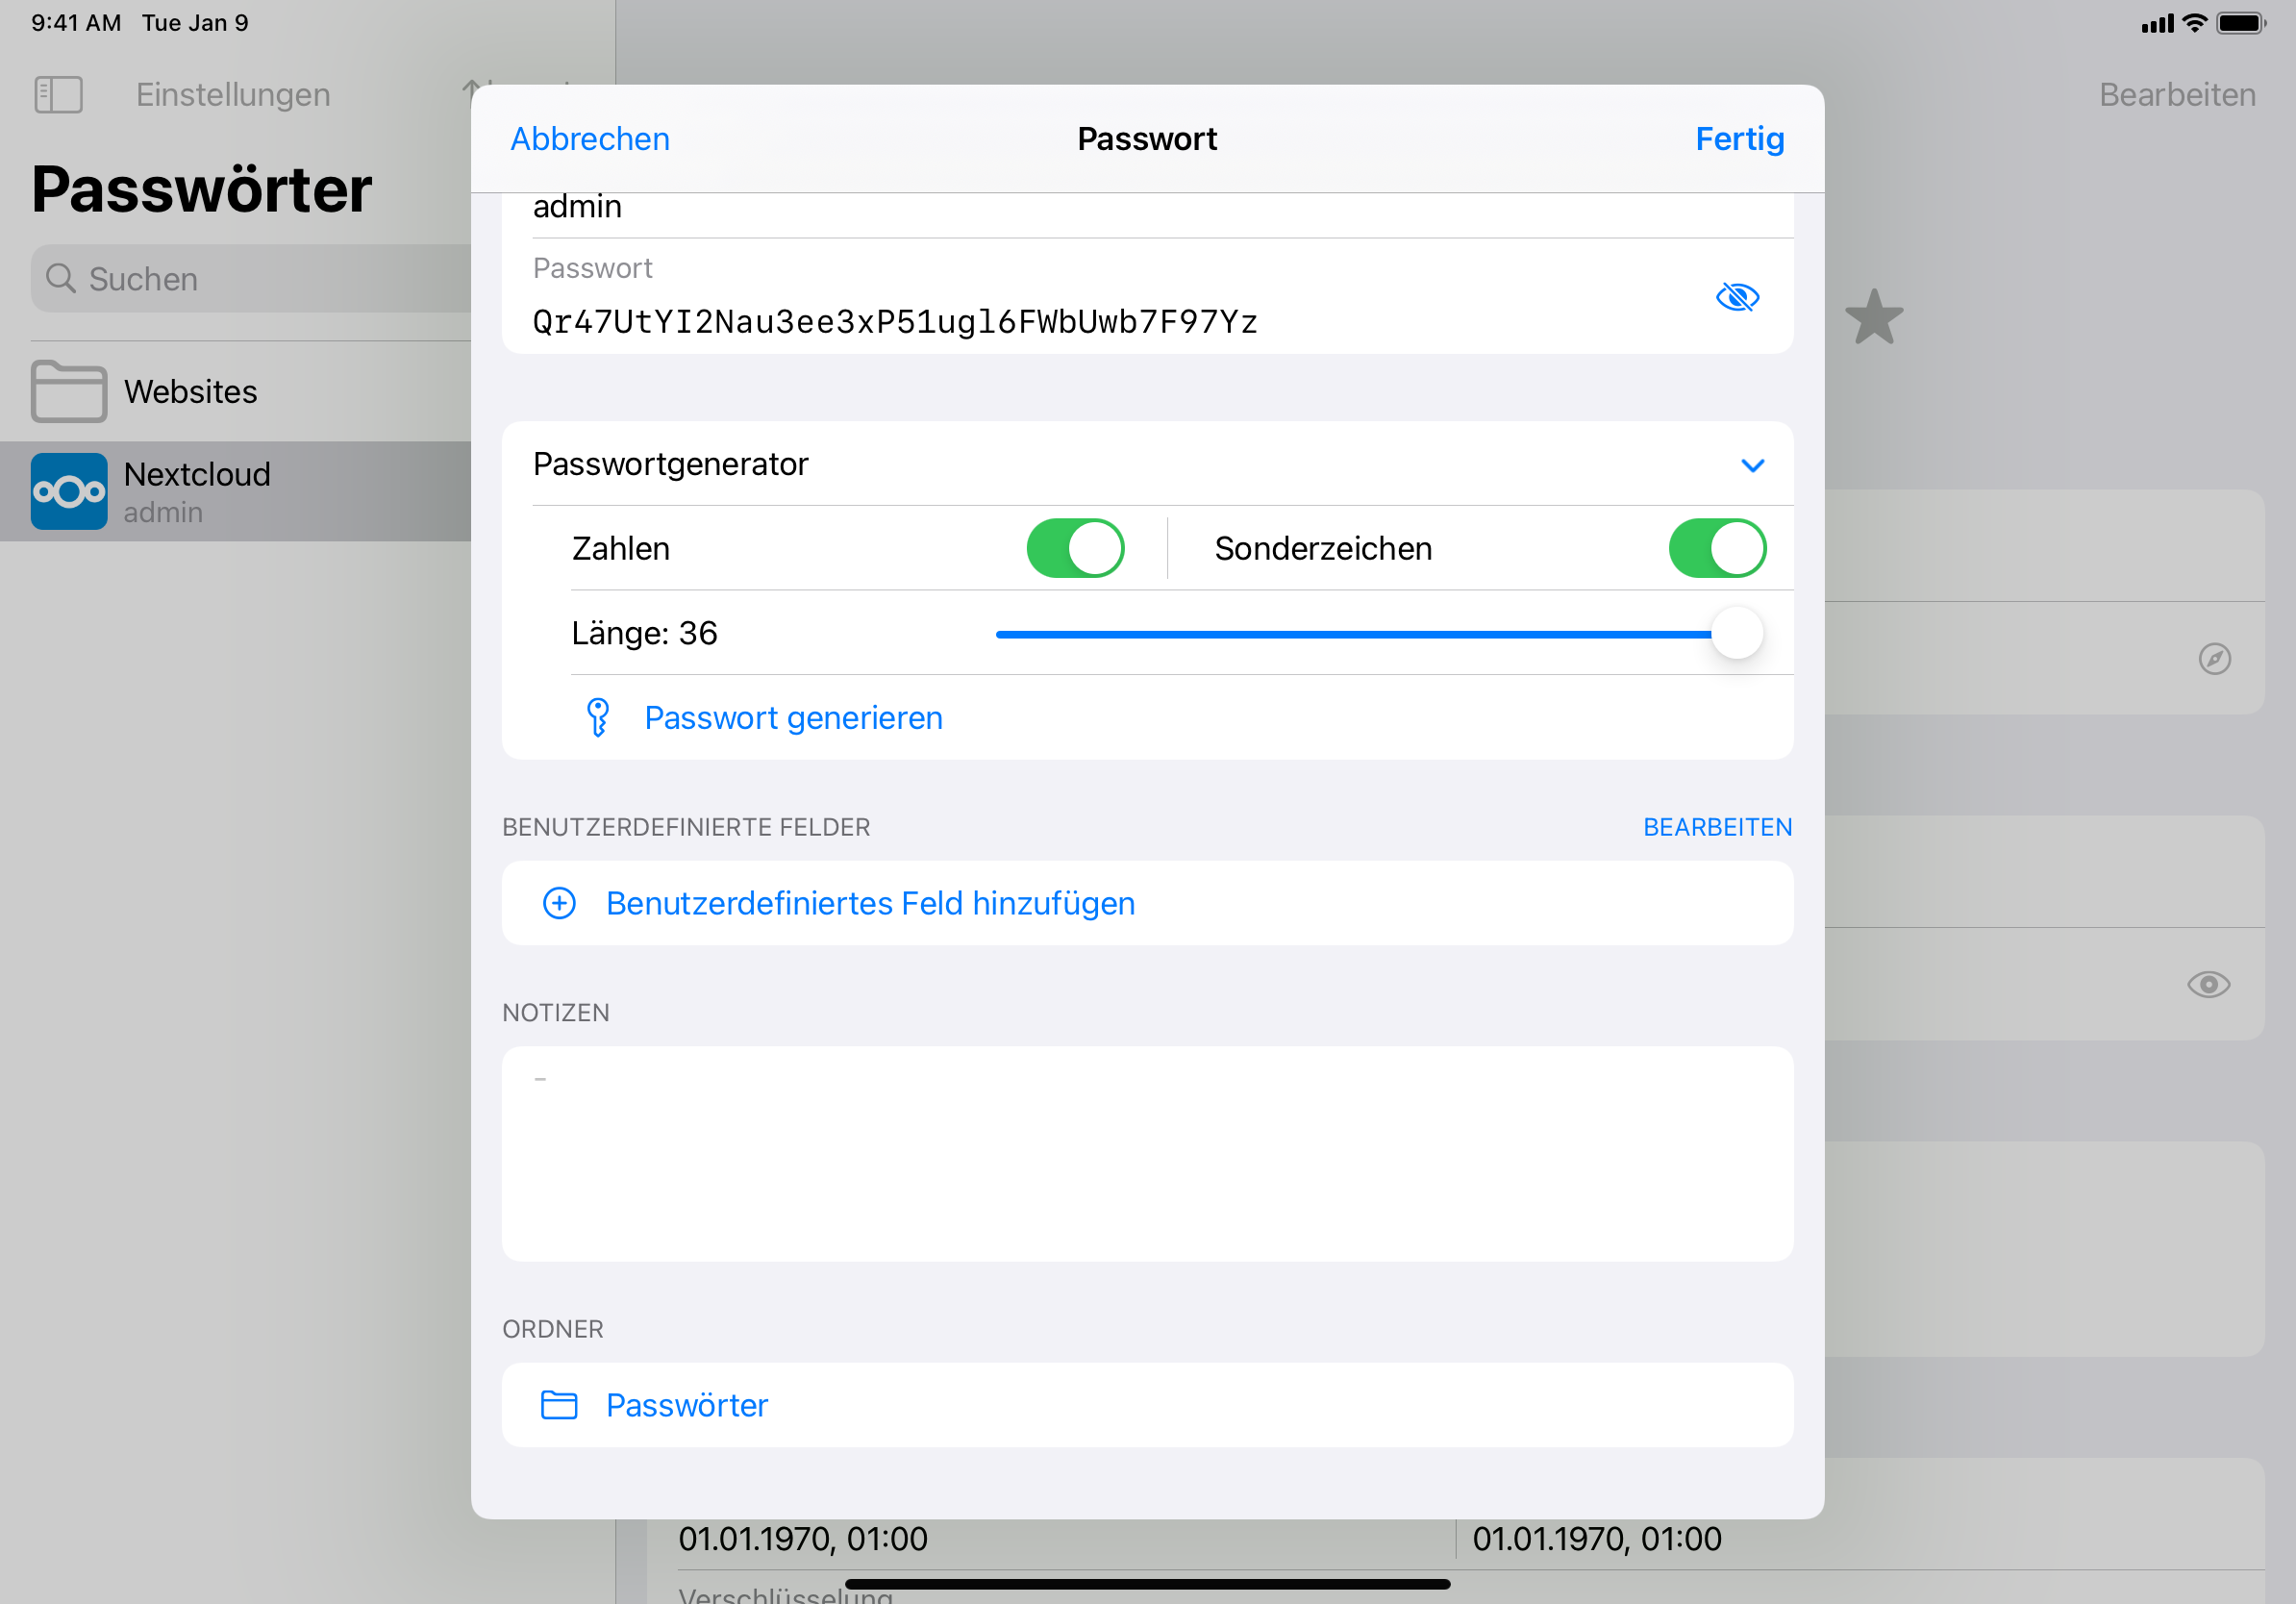 9:41 AM Tue Jan 9
Einstellungen
Bearbeiten
Passwörter
Suchen
Websites
Nextcloud
admin
Abbrechen
Passwort
Fertig
admin
Passwort
Qr47UtYI2Nau3ee3xP51ugl6FWbUwb7F97Yz
Passwortgenerator
Zahlen
Sonderzeichen
Länge: 36
Passwort generieren
BENUTZERDEFINIERTE FELDER
BEARBEITEN
Benutzerdefiniertes Feld hinzufügen
NOTIZEN
-
ORDNER
Passwörter
01.01.1970, 01:00
01.01.1970, 01:00
Verschlüsselung